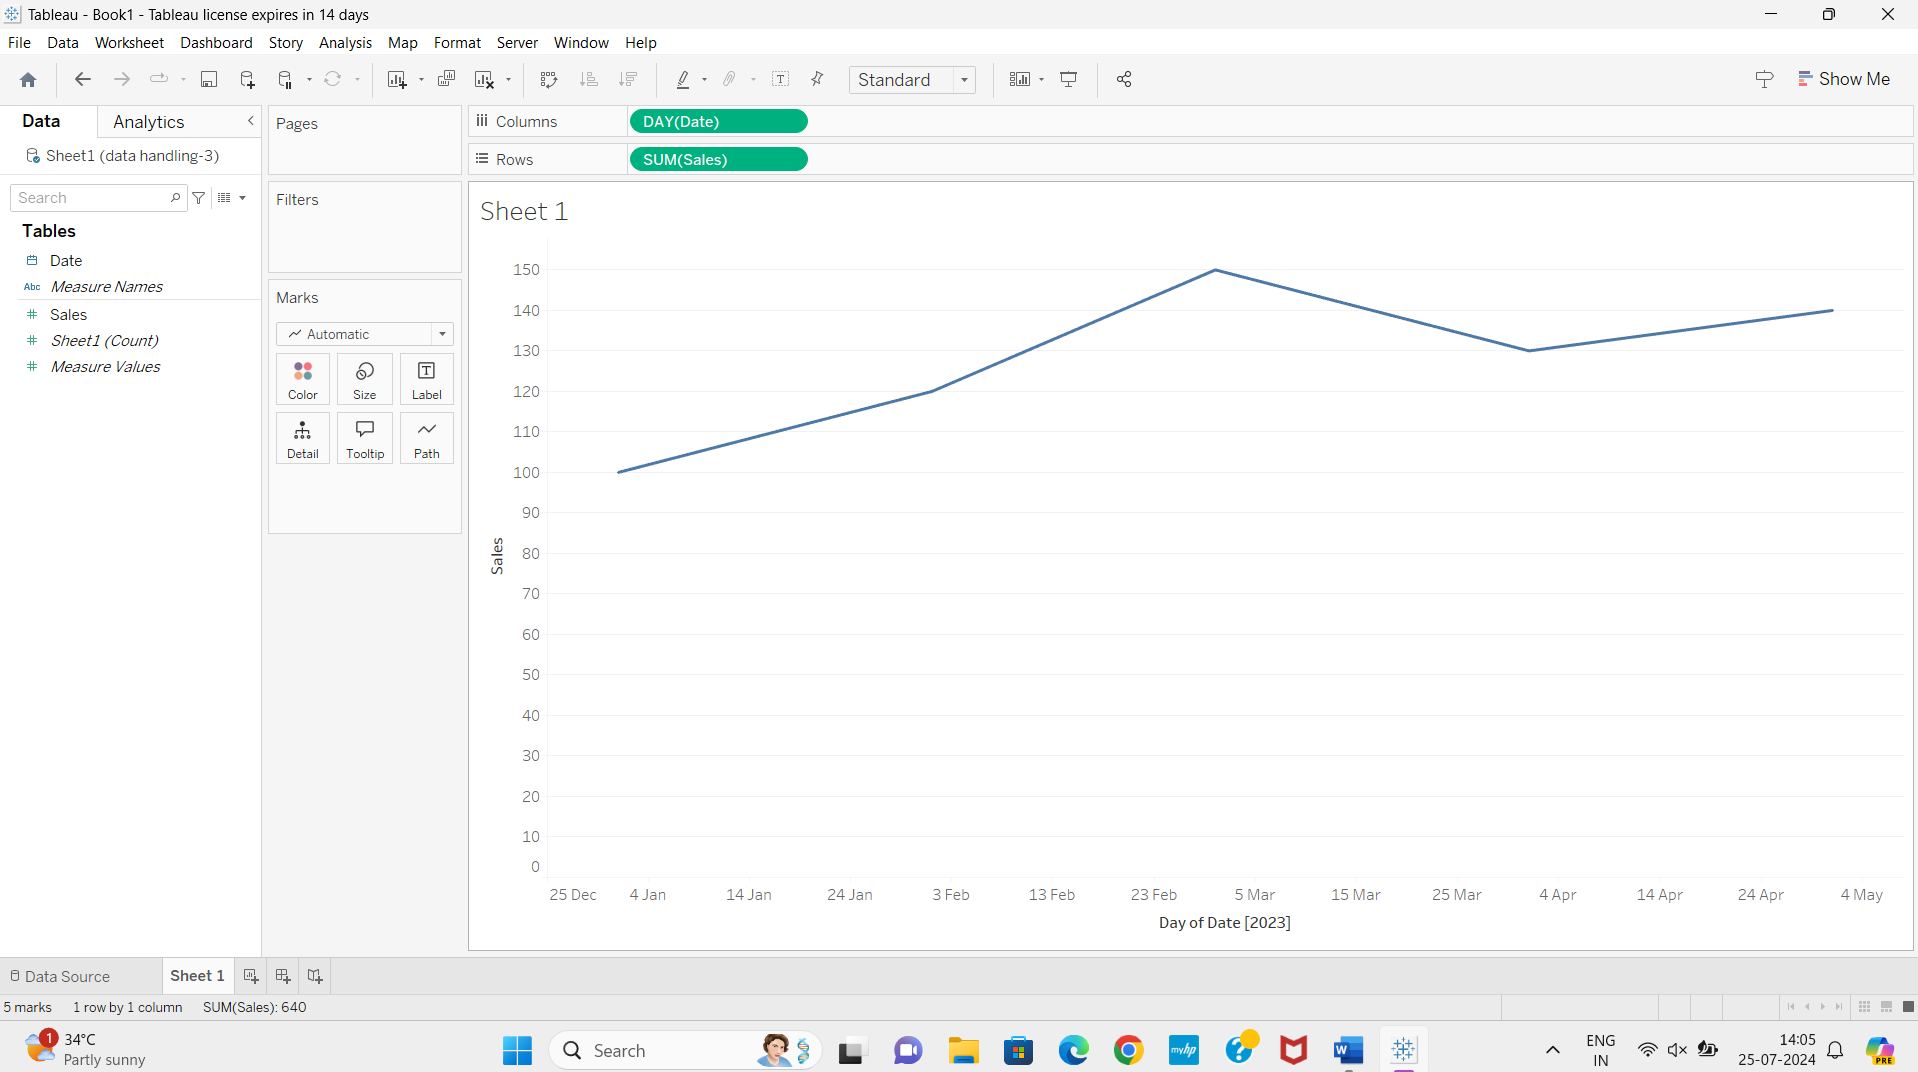 Tableau - Book1 - Tableau license expires in 14 days
File Data Worksheet Dashboard Story Analysis Map Format Server Window Help
Standard
Show Me
Data Analytics
Sheet1 (data handling-3)
Search
Tables
Date
Abc Measure Names
Sales
Sheet1 (Count)
Measure Values
Pages
Filters
Marks
Automatic
Color Size Label
Detail Tooltip Path
Columns DAY(Date)
Rows SUM(Sales)
Sheet 1
150
140
130
120
110
100
90
80
70
60
50
40
30
20
10
0
Sales
25 Dec 4 Jan 14 Jan 24 Jan 3 Feb 13 Feb 23 Feb 5 Mar 15 Mar 25 Mar 4 Apr 14 Apr 24 Apr 4 May
Day of Date [2023]
Data Source Sheet 1
5 marks 1 row by 1 column SUM(Sales): 640
1
34°C
Partly sunny
Search
myhp
ENG
IN
14:05
25-07-2024
PRE